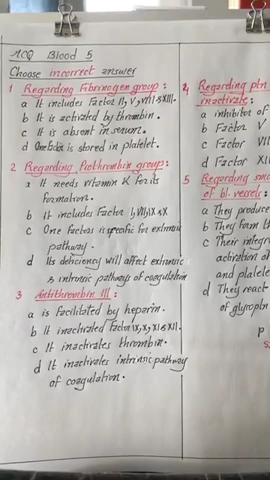 MCQ Blood 5
Choose incorrect answer
1 Regarding Fibrinogen group:
a It includes Factor I, V, VIII & XIII.
b It is activated by thrombin.
c It is absent in serum.
d One is stored in platelet.
2 Regarding Prothrombin group:
a It needs vitamin K for its
formation.
b It includes Factor II, VII, IX & X
c One factor is specific for extrinsic
pathway.
d Its deficiency will affect extrinsic
& intrinsic pathways of coagulation
3 Antithrombin III:
a is facilitated by heparin.
b It inactivated Factor IX, X, XI & XII.
c It inactivates thrombin.
d It inactivates intrinsic pathway
of coagulation.
4 Regarding
inactivate:
a inhibitor of
b Factor V
c Factor VII
d Factor XI
5 Regarding
of bl. vessels:
a They produce
b They form
c Their integr
activation of
and platele
d They react
of glycoptn
P